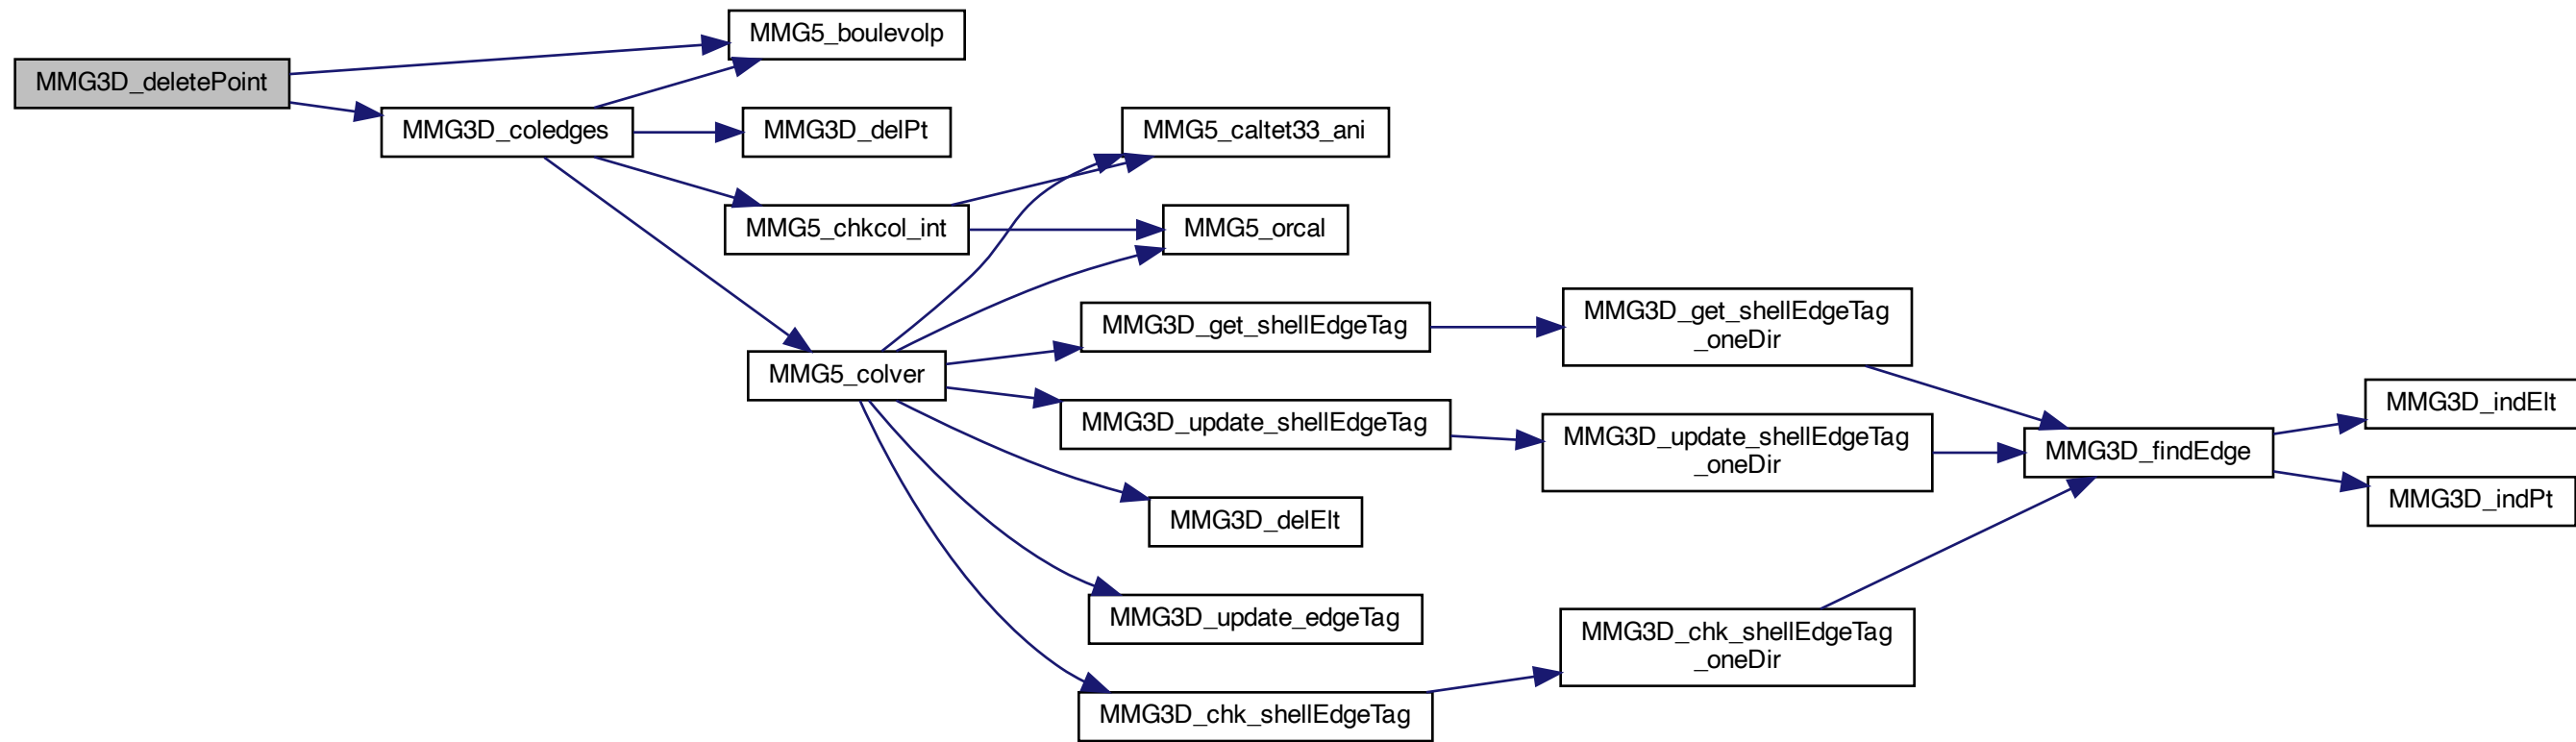 MMG5_boulevolp
MMG3D_deletePoint
MMG3D_coledges
MMG3D_delPt
MMG5_caltet33_ani
MMG5_chkcol_int
MMG5_orcal
MMG3D_get_shellEdgeTag
MMG3D_get_shellEdgeTag
_oneDir
MMG5_colver
MMG3D_indElt
MMG3D_update_shellEdgeTag
MMG3D_update_shellEdgeTag
_oneDir
MMG3D_findEdge
MMG3D_indPt
MMG3D_delElt
MMG3D_update_edgeTag
MMG3D_chk_shellEdgeTag
_oneDir
MMG3D_chk_shellEdgeTag